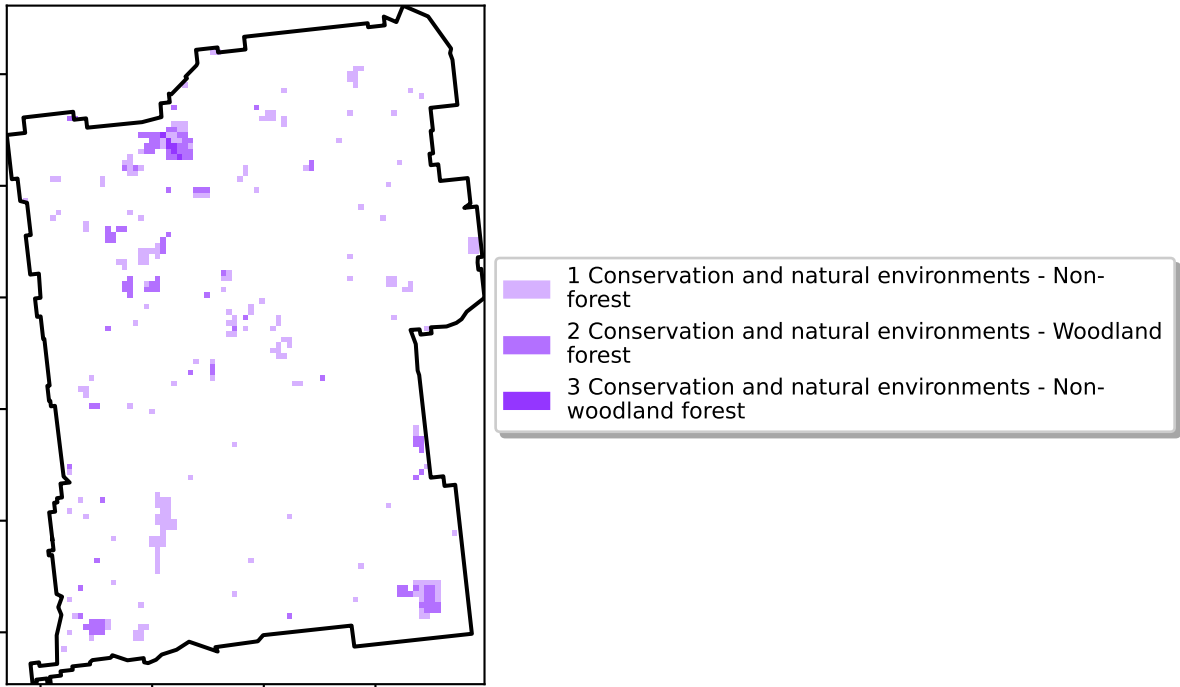 1 Conservation and natural environments - Non-
forest
2 Conservation and natural environments - Woodland
forest
3 Conservation and natural environments - Non-
woodland forest